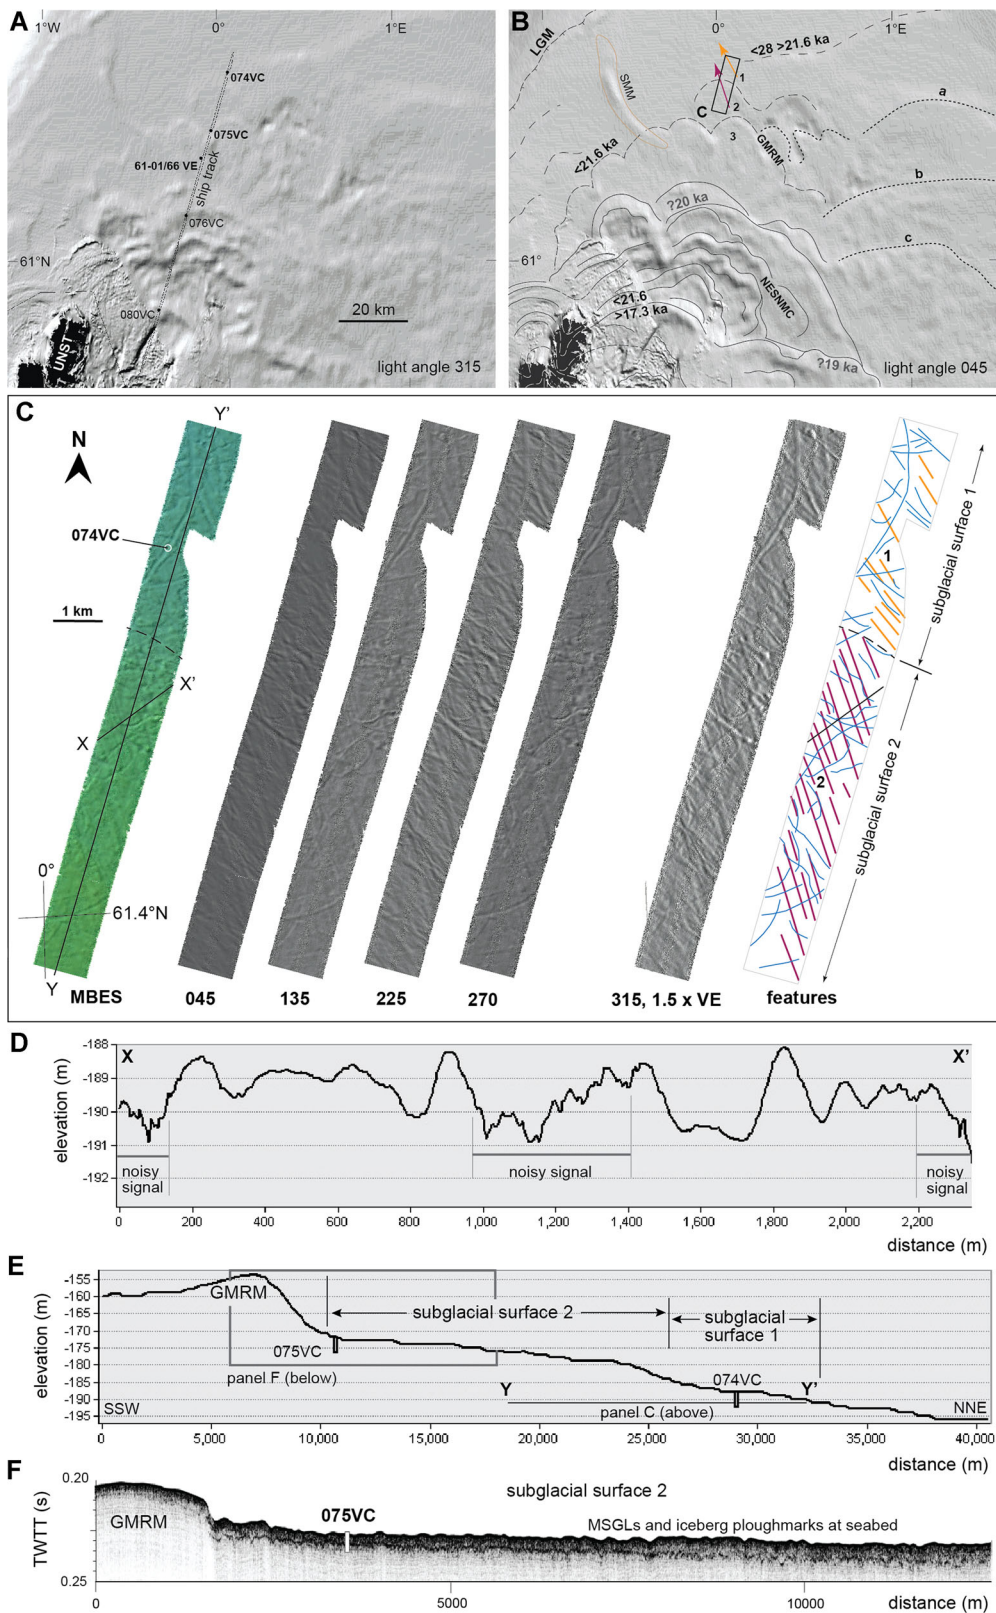 A
1°W
0°
1°E
074VC
075VC
61-01/66 VE
ship track
076VC
61°N
080VC
UNST
20 km
light angle 315
B
0°
1°E
LGM
SMM
<28 >21.6 ka
1
2
C
3
GMRM
a
<21.6 ka
b
?20 ka
c
61°
NESNMC
<21.6
>17.3 ka
?19 ka
light angle 045
C
N
Y'
074VC
1 km
X'
X
0°
61.4°N
Y
MBES
045
135
225
270
315, 1.5 x VE
features
1
2
subglacial surface 1
subglacial surface 2
D
elevation (m)
-188
-189
-190
-191
-192
X
X'
noisy signal
noisy
signal
noisy
signal
0
200
400
600
800
1,000
1,200
1,400
1,600
1,800
2,000
2,200
distance (m)
E
elevation (m)
-155
-160
-165
-170
-175
-180
-185
-190
-195
GMRM
subglacial surface 2
subglacial
surface 1
075VC
panel F (below)
074VC
Y
Y'
panel C (above)
SSW
NNE
0
5,000
10,000
15,000
20,000
25,000
30,000
35,000
40,000
distance (m)
F
TWTT (s)
0.20
0.25
subglacial surface 2
GMRM
075VC
MSGLs and iceberg ploughmarks at seabed
0
5000
10000
distance (m)